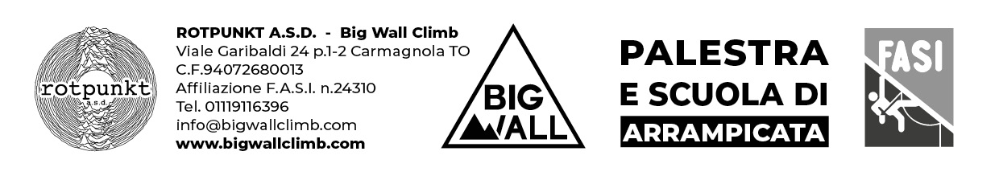 rotpunkt
a.s.d.
ROTPUNKT A.S.D. - Big Wall Climb
Viale Garibaldi 24 p.1-2 Carmagnola TO
C.F.94072680013
Affiliazione F.A.S.I. n.24310
Tel. 01119116396
info@bigwallclimb.com
www.bigwallclimb.com
BIG
WALL
PALESTRA
E SCUOLA DI
ARRAMPICATA
FASI